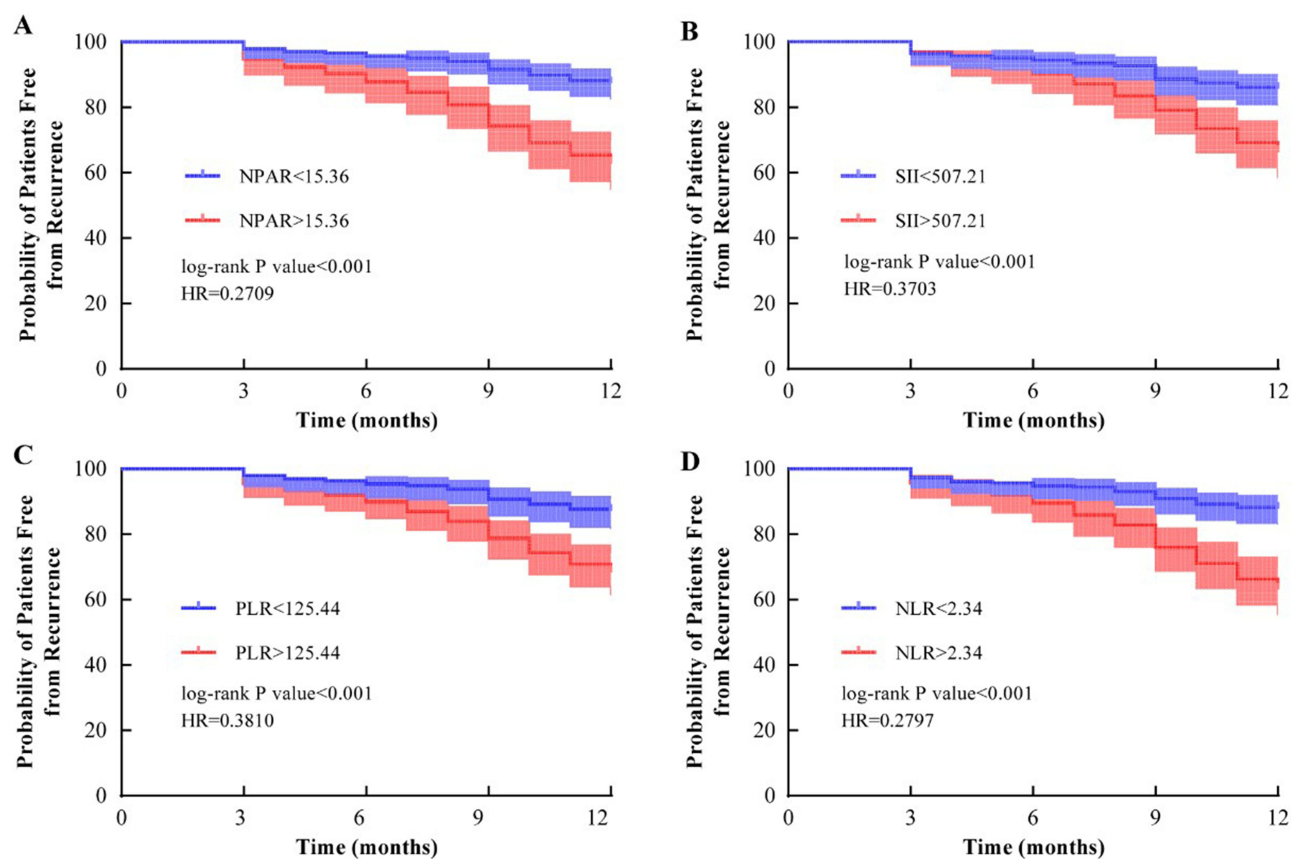 A
Probability of Patients Free
from Recurrence
100
80
60
40
20
0
NPAR<15.36
NPAR>15.36
log-rank P value<0.001
HR=0.2709
0 3 6 9 12
Time (months)
B
Probability of Patients Free
from Recurrence
100
80
60
40
20
0
SII<507.21
SII>507.21
log-rank P value<0.001
HR=0.3703
0 3 6 9 12
Time (months)
C
Probability of Patients Free
from Recurrence
100
80
60
40
20
0
PLR<125.44
PLR>125.44
log-rank P value<0.001
HR=0.3810
0 3 6 9 12
Time (months)
D
Probability of Patients Free
from Recurrence
100
80
60
40
20
0
NLR<2.34
NLR>2.34
log-rank P value<0.001
HR=0.2797
0 3 6 9 12
Time (months)